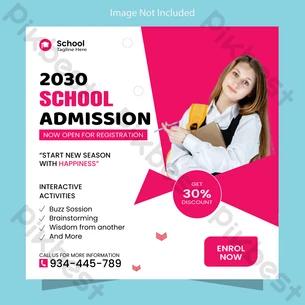 Image Not Included
School
Tagline Here
2030
SCHOOL
ADMISSION
NOW OPEN FOR REGISTRATION
"START NEW SEASON
WITH HAPPINESS"
INTERACTIVE
ACTIVITIES
✓ Buzz Sossion
✓ Brainstorming
✓ Wisdom from another
✓ And More
CALL US FOR MORE INFORMATION
934-445-789
GET
30%
DISCOUNT
ENROL
NOW